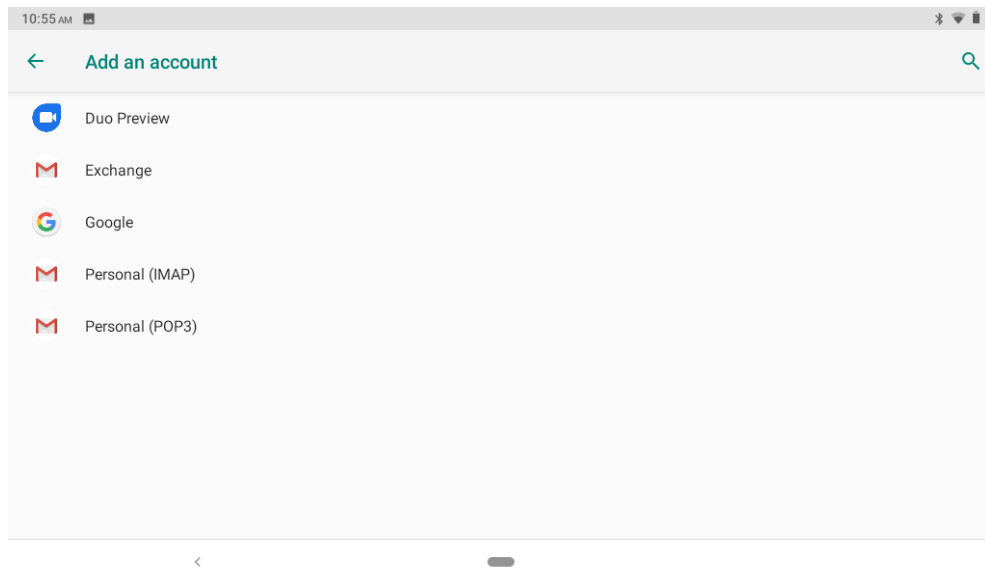 10:55 AM
Add an account
Duo Preview
Exchange
Google
Personal (IMAP)
Personal (POP3)